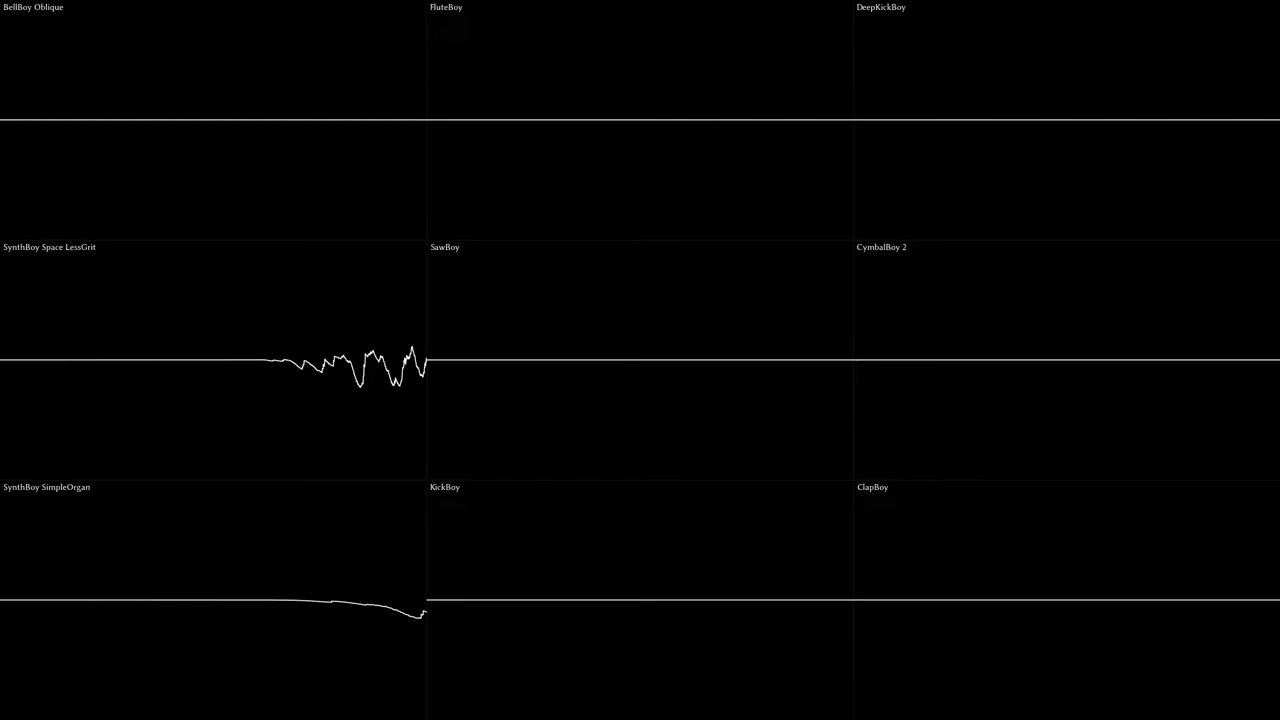 BellBoy Oblique
FluteBoy
DeepKickBoy
SynthBoy Space LessGrit
SawBoy
CymbalBoy 2
SynthBoy SimpleOrgan
KickBoy
ClapBoy